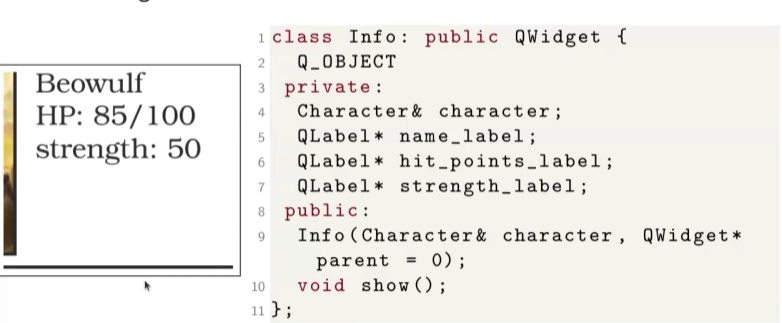 Beowulf
HP: 85/100
strength: 50
1 class Info: public QWidget {
2 Q_OBJECT
3 private:
4 Character& character;
5 QLabel* name_label;
6 QLabel* hit_points_label;
7 QLabel* strength_label;
8 public:
9 Info(Character& character, QWidget*
parent = 0);
10 void show();
11 };